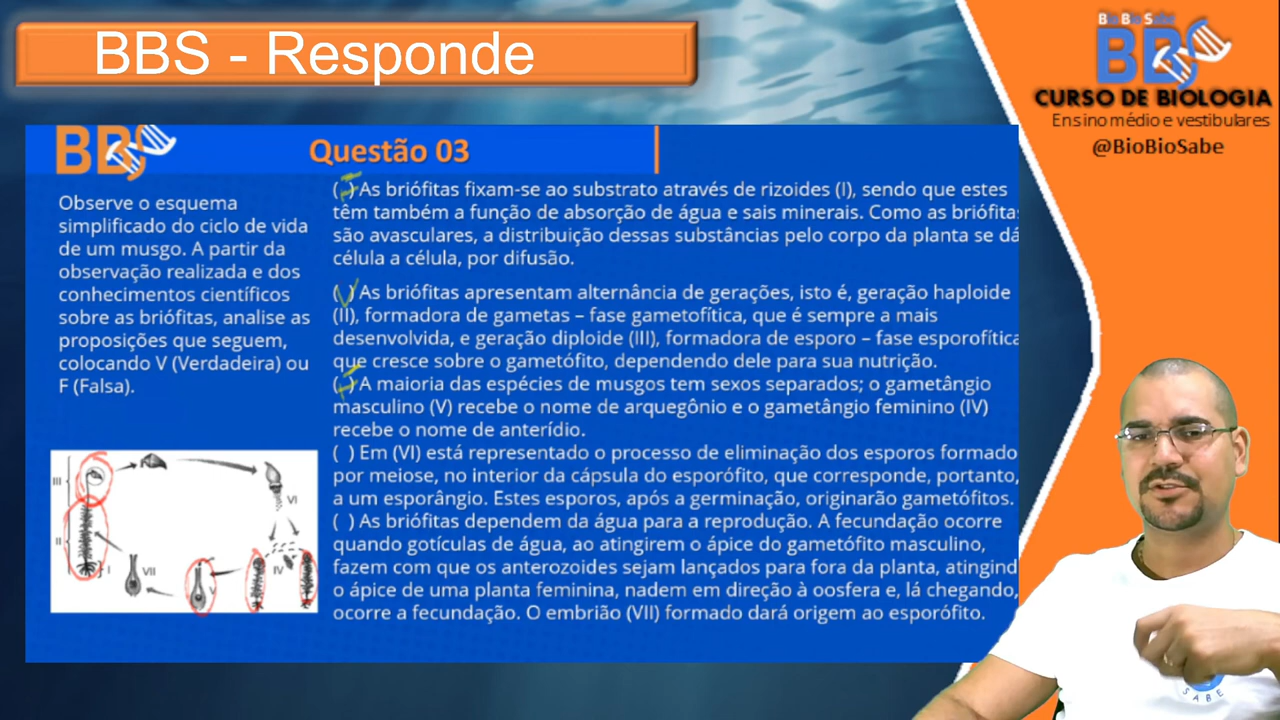 BBS - Responde
Bio Bio Sabe
BBS
CURSO DE BIOLOGIA
Ensino médio e vestibulares
@BioBioSabe
BBS
Questão 03
Observe o esquema
simplificado do ciclo de vida
de um musgo. A partir da
observação realizada e dos
conhecimentos científicos
sobre as briófitas, analise as
proposições que seguem,
colocando V (Verdadeira) ou
F (Falsa).
( ) As briófitas fixam-se ao substrato através de rizoides (I), sendo que estes
têm também a função de absorção de água e sais minerais. Como as briófitas
são avasculares, a distribuição dessas substâncias pelo corpo da planta se dá
célula a célula, por difusão.
(V) As briófitas apresentam alternância de gerações, isto é, geração haploide
(II), formadora de gametas – fase gametofítica, que é sempre a mais
desenvolvida, e geração diploide (III), formadora de esporo – fase esporofítica
que cresce sobre o gametófito, dependendo dele para sua nutrição.
(F) A maioria das espécies de musgos tem sexos separados; o gametângio
masculino (V) recebe o nome de arquegônio e o gametângio feminino (IV)
recebe o nome de anterídio.
( ) Em (VI) está representado o processo de eliminação dos esporos formado
por meiose, no interior da cápsula do esporófito, que corresponde, portanto,
a um esporângio. Estes esporos, após a germinação, originarão gametófitos.
( ) As briófitas dependem da água para a reprodução. A fecundação ocorre
quando gotículas de água, ao atingirem o ápice do gametófito masculino,
fazem com que os anterozoides sejam lançados para fora da planta, atingind
o ápice de uma planta feminina, nadem em direção à oosfera e, lá chegando,
ocorre a fecundação. O embrião (VII) formado dará origem ao esporófito.
III
VI
II
I
VII
V
IV
SABE